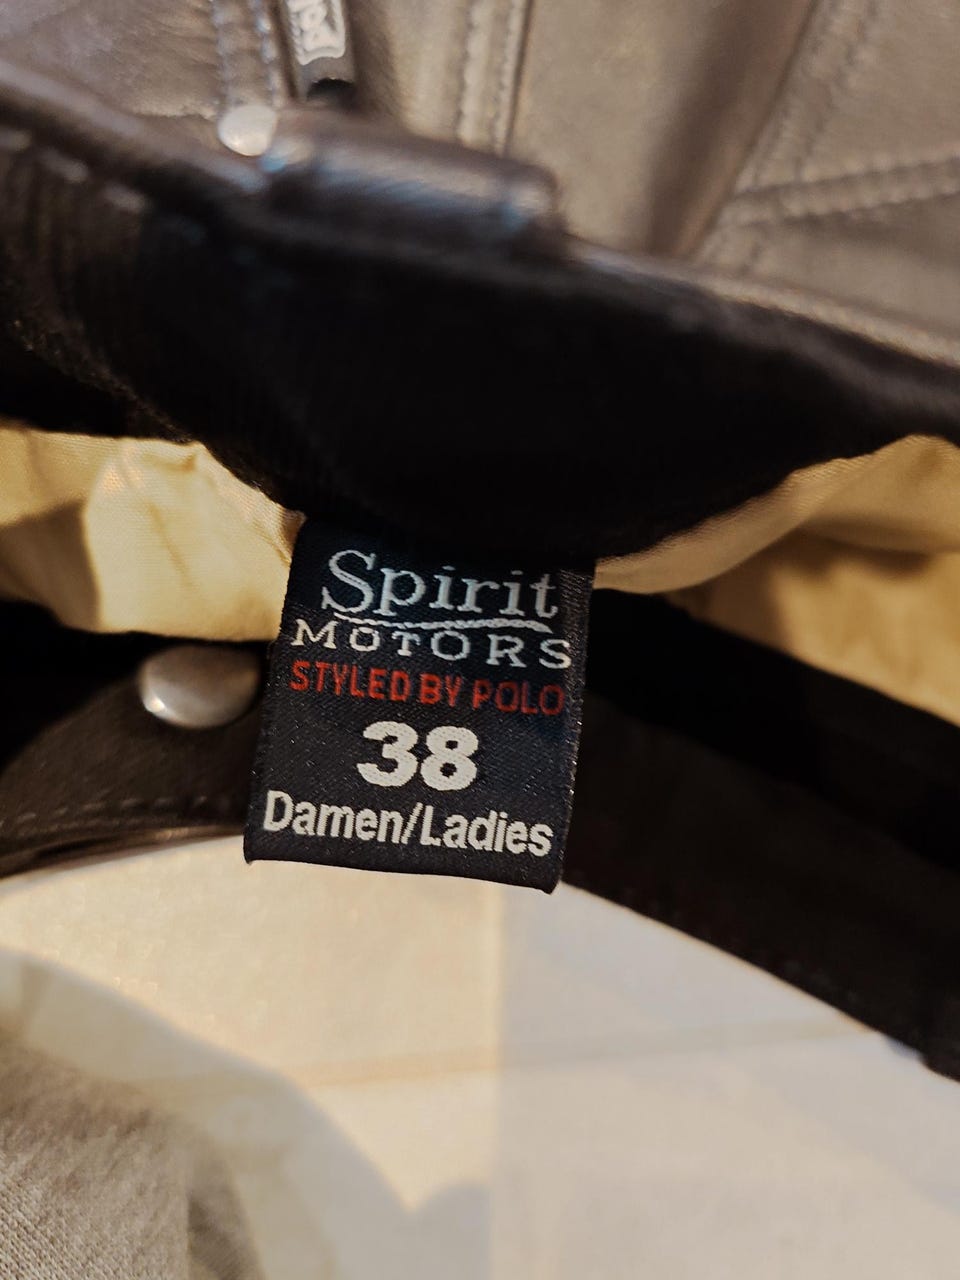 Spirit
MOTORS
STYLED BY POLO
38
Damen/Ladies